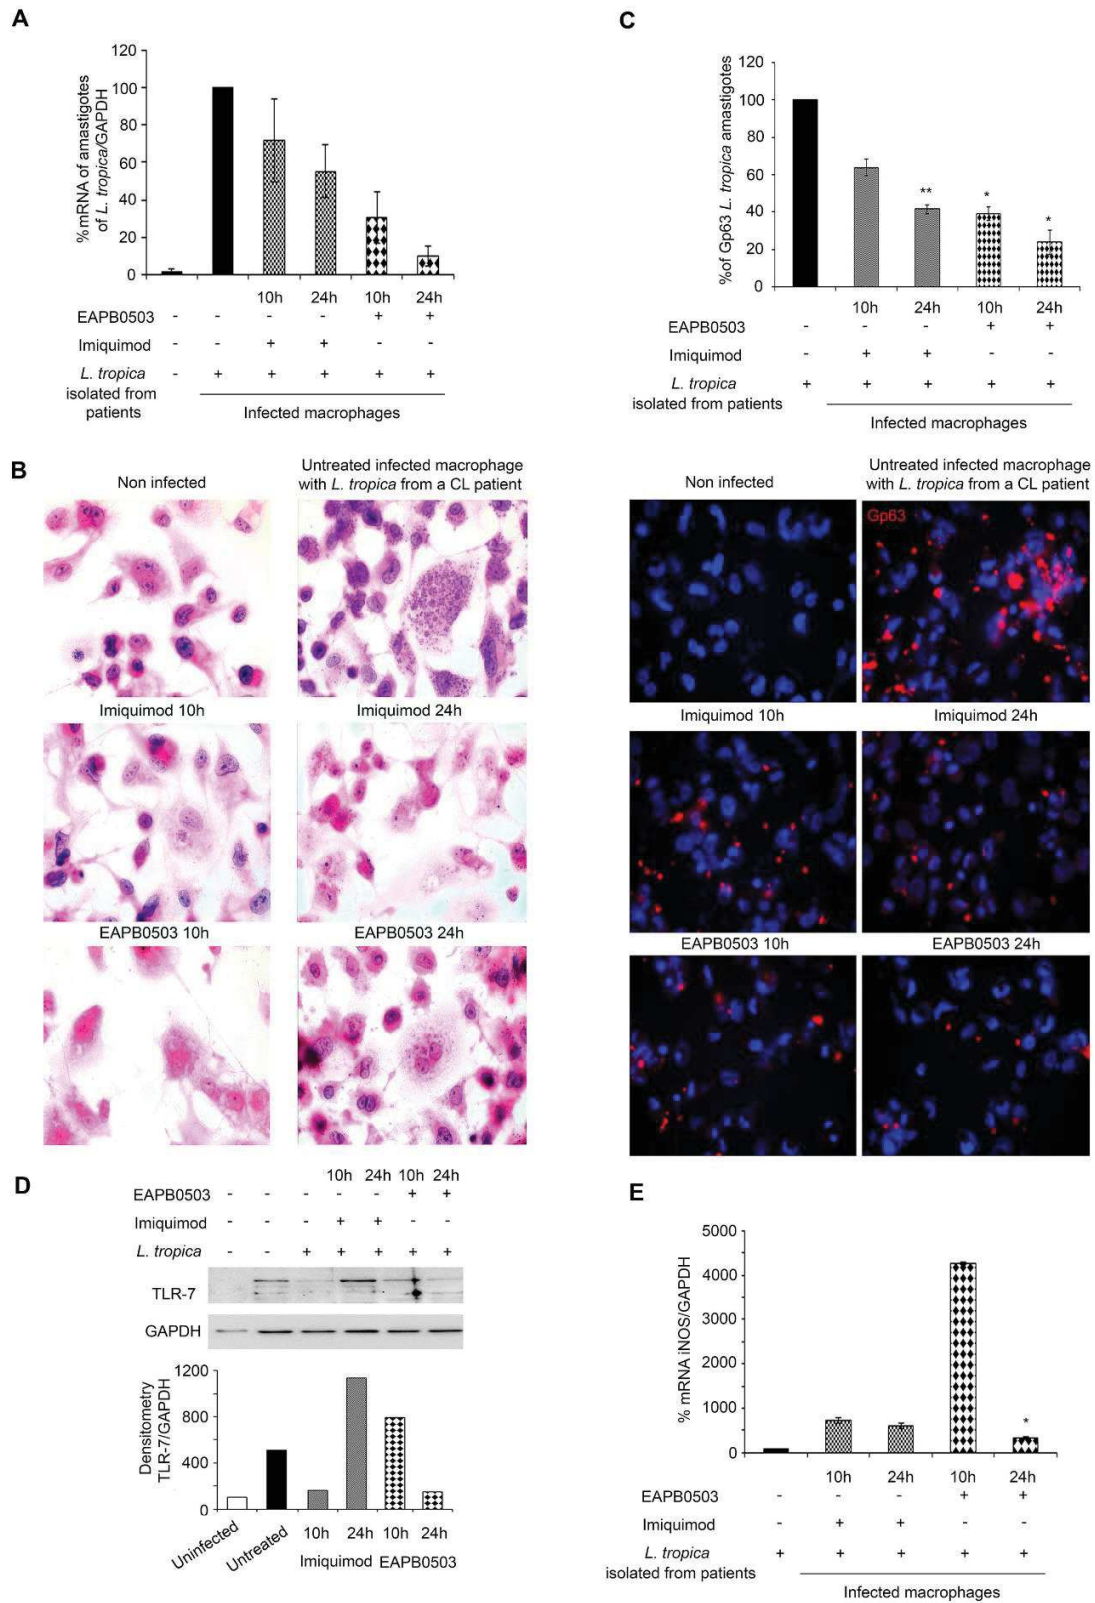 A
120
100
80
60
40
20
0
%mRNA of amastigotes
of L. tropica/GAPDH
10h 24h 10h 24h
EAPB0503 - - - - + +
Imiquimod - - + + - -
L. tropica - + + + + +
isolated from
patients
Infected macrophages
C
120
100
80
60
40
20
0
%of Gp63 L. tropica amastigotes
** * *
10h 24h 10h 24h
EAPB0503 - - - + +
Imiquimod - + + - -
L. tropica + + + + +
isolated from patients
Infected macrophages
B
Non infected
Untreated infected macrophage
with L. tropica from a CL patient
Imiquimod 10h
Imiquimod 24h
EAPB0503 10h
EAPB0503 24h
Non infected
Untreated infected macrophage
with L. tropica from a CL patient
Gp63
Imiquimod 10h
Imiquimod 24h
EAPB0503 10h
EAPB0503 24h
D
10h 24h 10h 24h
EAPB0503 - - - - - + +
Imiquimod - - - + + - -
L. tropica - - + + + + +
TLR-7
GAPDH
1200
800
400
0
Densitometry
TLR-7/GAPDH
Uninfected
Untreated
10h 24h 10h 24h
Imiquimod EAPB0503
E
5000
4000
3000
2000
1000
0
% mRNA iNOS/GAPDH
*
10h 24h 10h 24h
EAPB0503 - - - + +
Imiquimod - + + - -
L. tropica + + + + +
isolated from patients
Infected macrophages